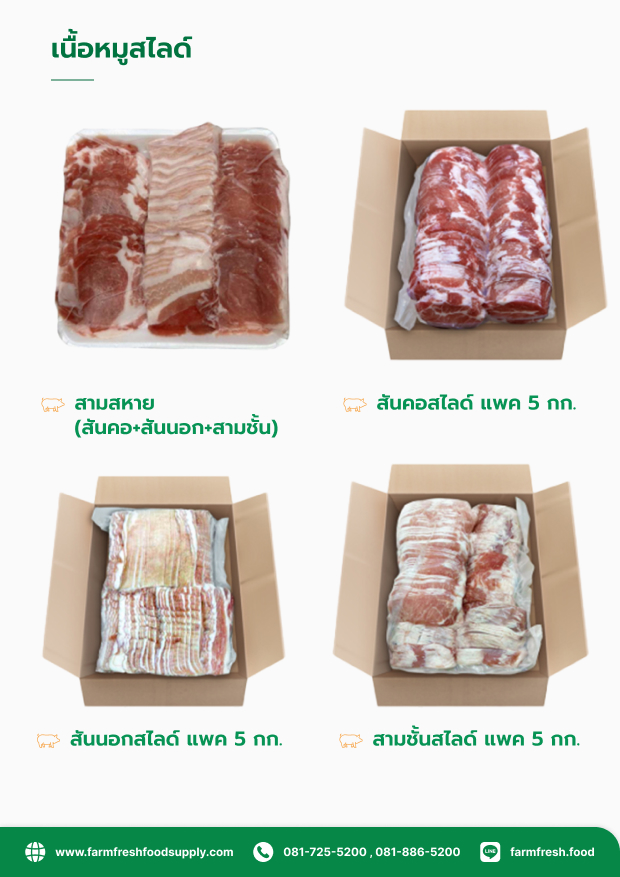 เนื้อหมูสไลด์
สามสหาย
(สันคอ+สันนอก+สามชั้น)
สันคอสไลด์ แพค 5 กก.
สันนอกสไลด์ แพค 5 กก.
สามชั้นสไลด์ แพค 5 กก.
www.farmfreshfoodsupply.com 081-725-5200 , 081-886-5200 LINE farmfresh.food